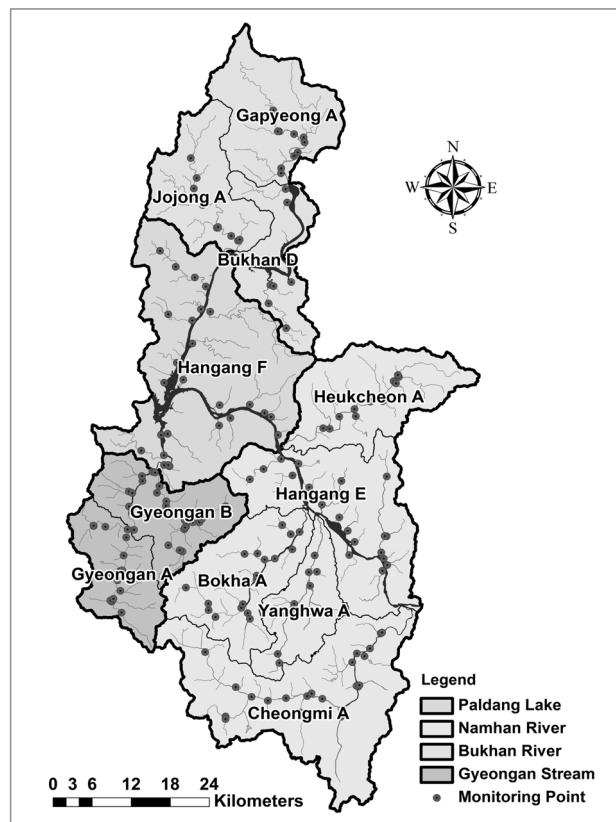 Gapyeong A
N
W E
S
Jojong A
Bukhan D
Hangang F
Heukcheon A
Hangang E
Gyeongan B
Gyeongan A
Bokha A
Yanghwa A
Cheongmi A
Legend
Paldang Lake
Namhan River
Bukhan River
Gyeongan Stream
Monitoring Point
0 3 6 12 18 24
Kilometers